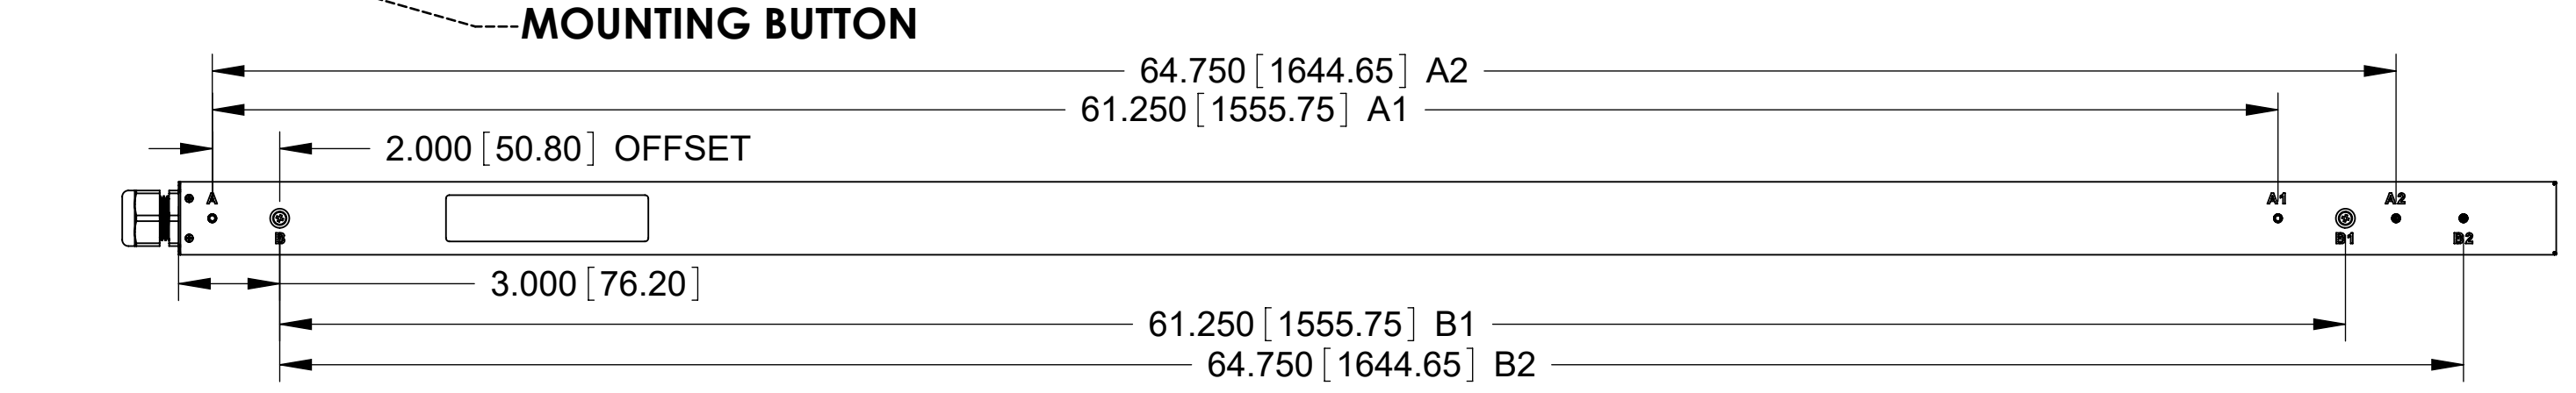 MOUNTING BUTTON
64.750 [1644.65] A2
61.250 [1555.75] A1
2.000 [50.80] OFFSET
A A1 A2
B B1 B2
3.000 [76.20]
61.250 [1555.75] B1
64.750 [1644.65] B2